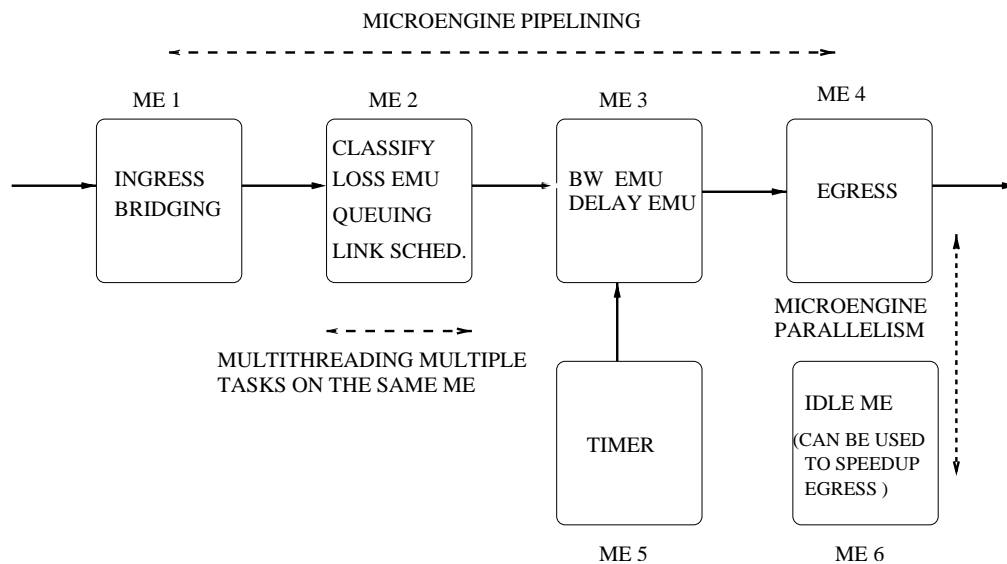 MICROENGINE PIPELINING
ME 1
ME 2
ME 3
ME 4
INGRESS
BRIDGING
CLASSIFY
LOSS EMU
QUEUING
LINK SCHED.
BW EMU
DELAY EMU
EGRESS
MULTITHREADING MULTIPLE
TASKS ON THE SAME ME
MICROENGINE
PARALLELISM
TIMER
IDLE ME
(CAN BE USED
TO SPEEDUP
EGRESS )
ME 5
ME 6